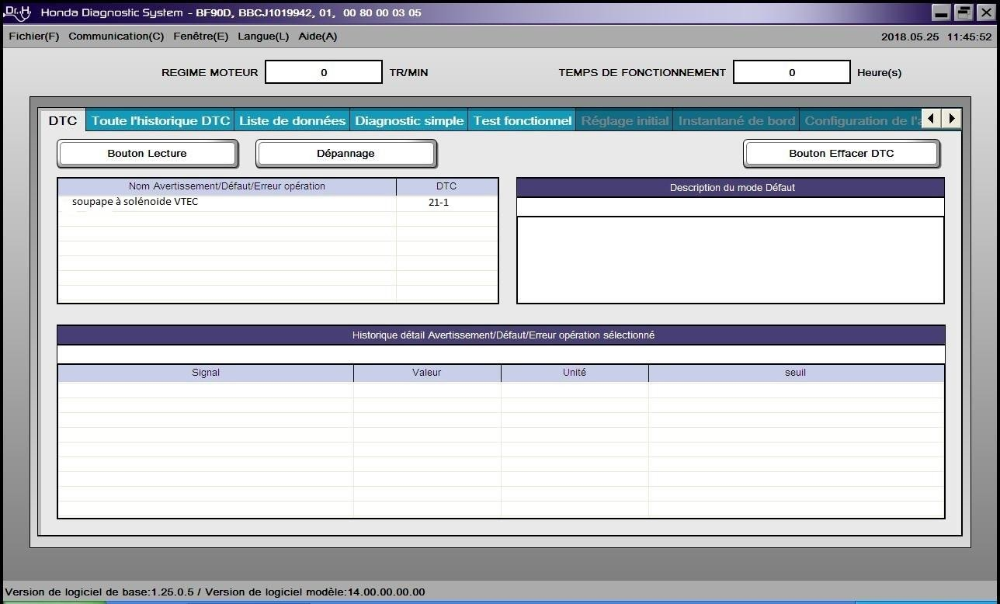 Dr.H Honda Diagnostic System - BF90D, BBCJ1019942, 01, 00 80 00 03 05
Fichier(F) Communication(C) Fenêtre(E) Langue(L) Aide(A) 2018.05.25 11:45:52
REGIME MOTEUR 0 TR/MIN TEMPS DE FONCTIONNEMENT 0 Heure(s)
DTC Toute l'historique DTC Liste de données Diagnostic simple Test fonctionnel Réglage initial Instantané de bord Configuration de l'a
Bouton Lecture Dépannage Bouton Effacer DTC
Nom Avertissement/Défaut/Erreur opération DTC
soupape à solénoide VTEC 21-1
Description du mode Défaut
Historique détail Avertissement/Défaut/Erreur opération sélectionné
Signal Valeur Unité seuil
Version de logiciel de base:1.25.0.5 / Version de logiciel modèle:14.00.00.00.00